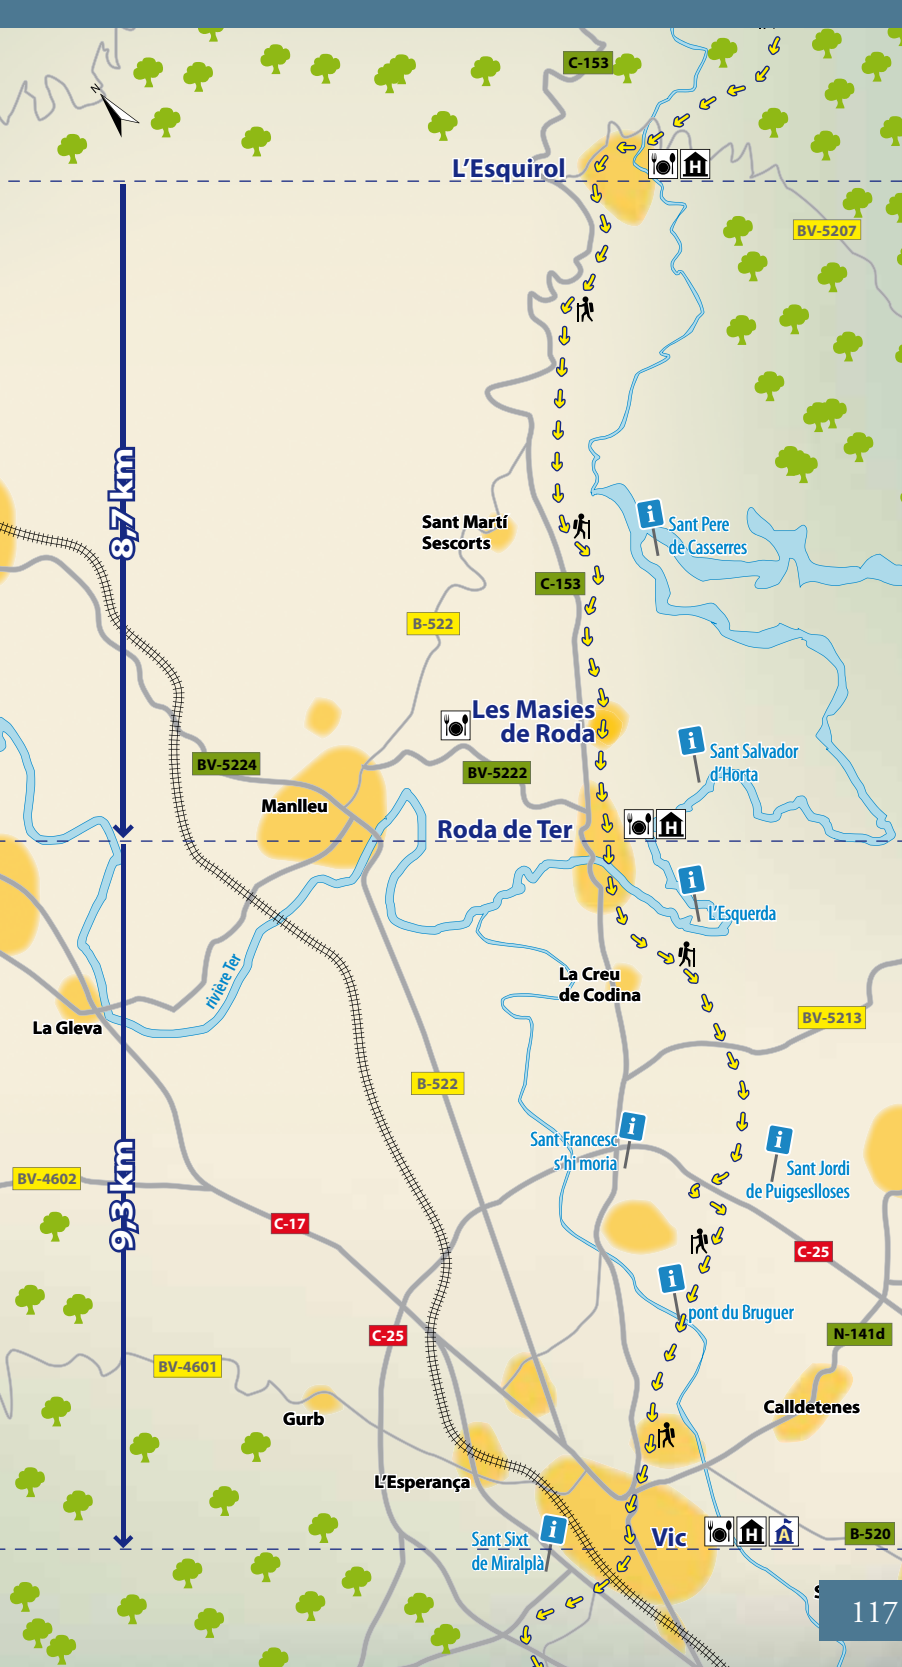 C-153
N
L'Esquirol
H
BV-5207
8,7 km
Sant Martí
Sescorts
i
Sant Pere
de Casserres
C-153
B-522
Les Masies
de Roda
i
Sant Salvador
d'Horta
BV-5224
BV-5222
Manlleu
Roda de Ter
H
i
L'Esquerda
rivière Ter
La Creu
de Codina
La Gleva
BV-5213
B-522
i
Sant Francesc
s'hi moria
i
Sant Jordi
de Puigseslloses
9,3 km
BV-4602
C-17
C-25
i
pont du Bruguer
C-25
N-141d
BV-4601
Gurb
Calldetenes
L'Esperança
i
Sant Sixt
de Miralplà
Vic
H
A
B-520
S
117